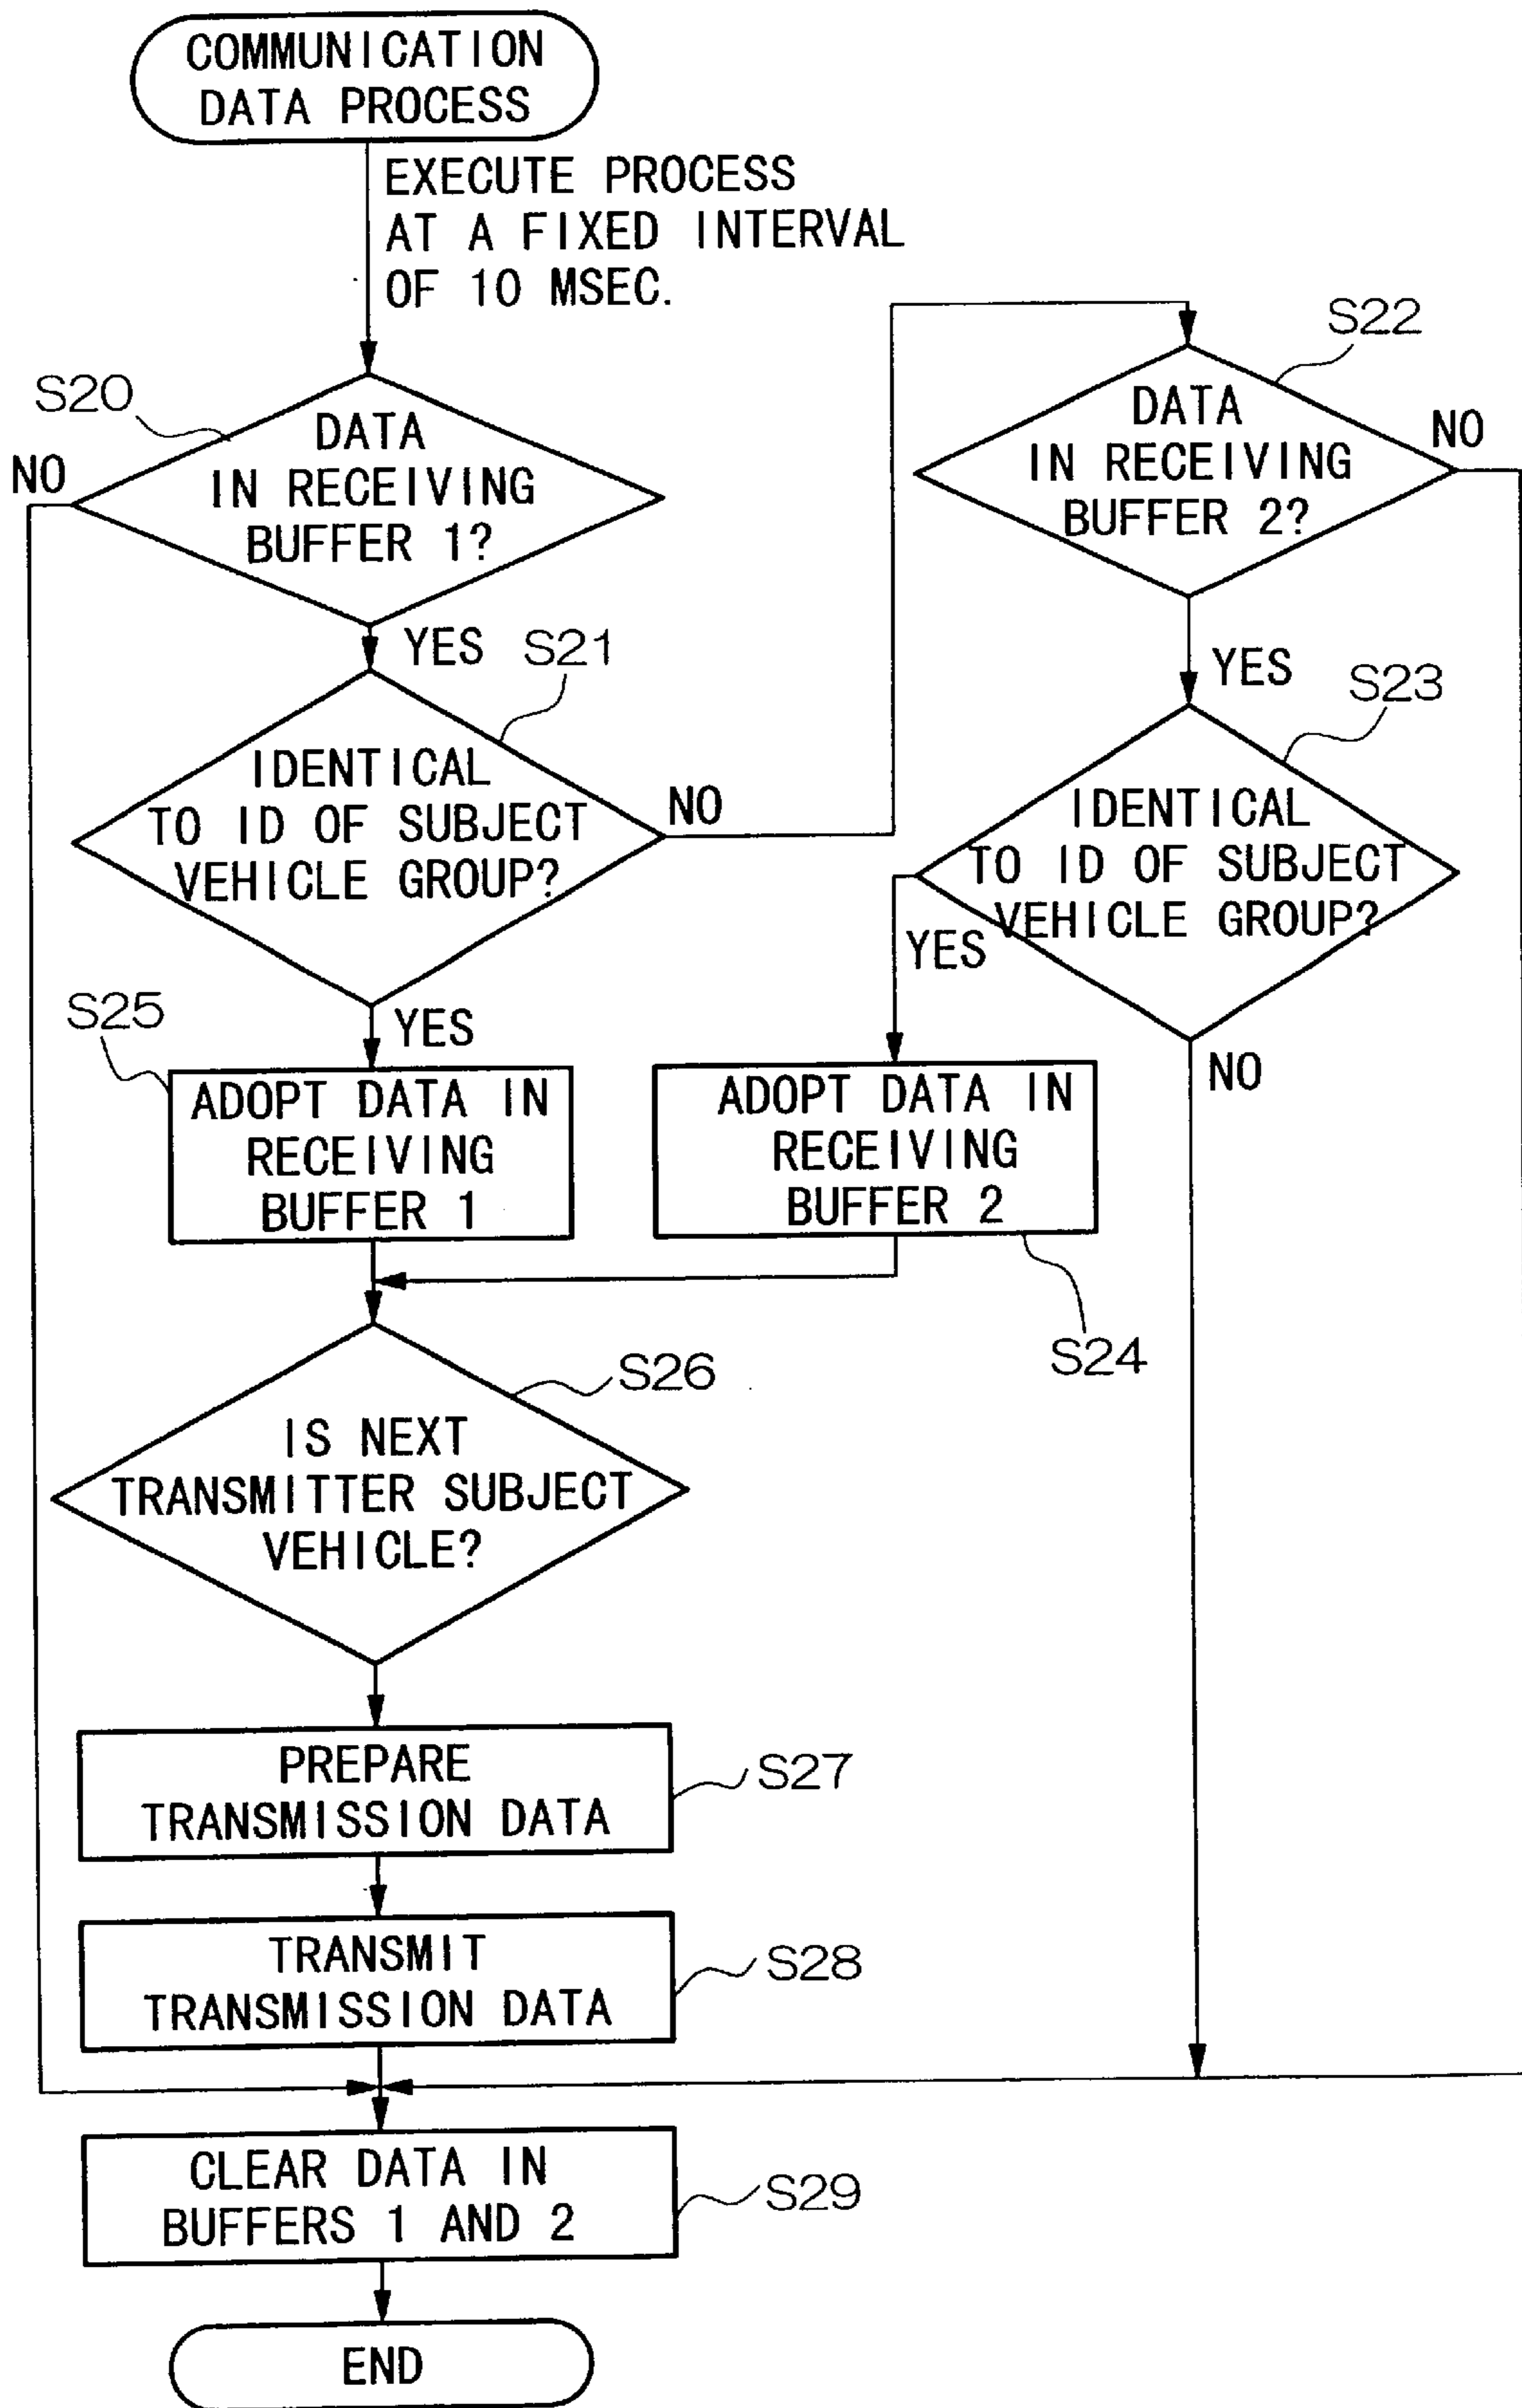 COMMUNICATION
DATA PROCESS
EXECUTE PROCESS
AT A FIXED INTERVAL
OF 10 MSEC.
S20
NO
DATA
IN RECEIVING
BUFFER 1?
S22
DATA
IN RECEIVING
BUFFER 2?
NO
YES
S21
IDENTICAL
TO ID OF SUBJECT
VEHICLE GROUP?
NO
YES
S23
IDENTICAL
TO ID OF SUBJECT
VEHICLE GROUP?
YES
NO
S25
YES
ADOPT DATA IN
RECEIVING
BUFFER 1
ADOPT DATA IN
RECEIVING
BUFFER 2
S24
S26
IS NEXT
TRANSMITTER SUBJECT
VEHICLE?
PREPARE
TRANSMISSION DATA
S27
TRANSMIT
TRANSMISSION DATA
S28
CLEAR DATA IN
BUFFERS 1 AND 2
S29
END